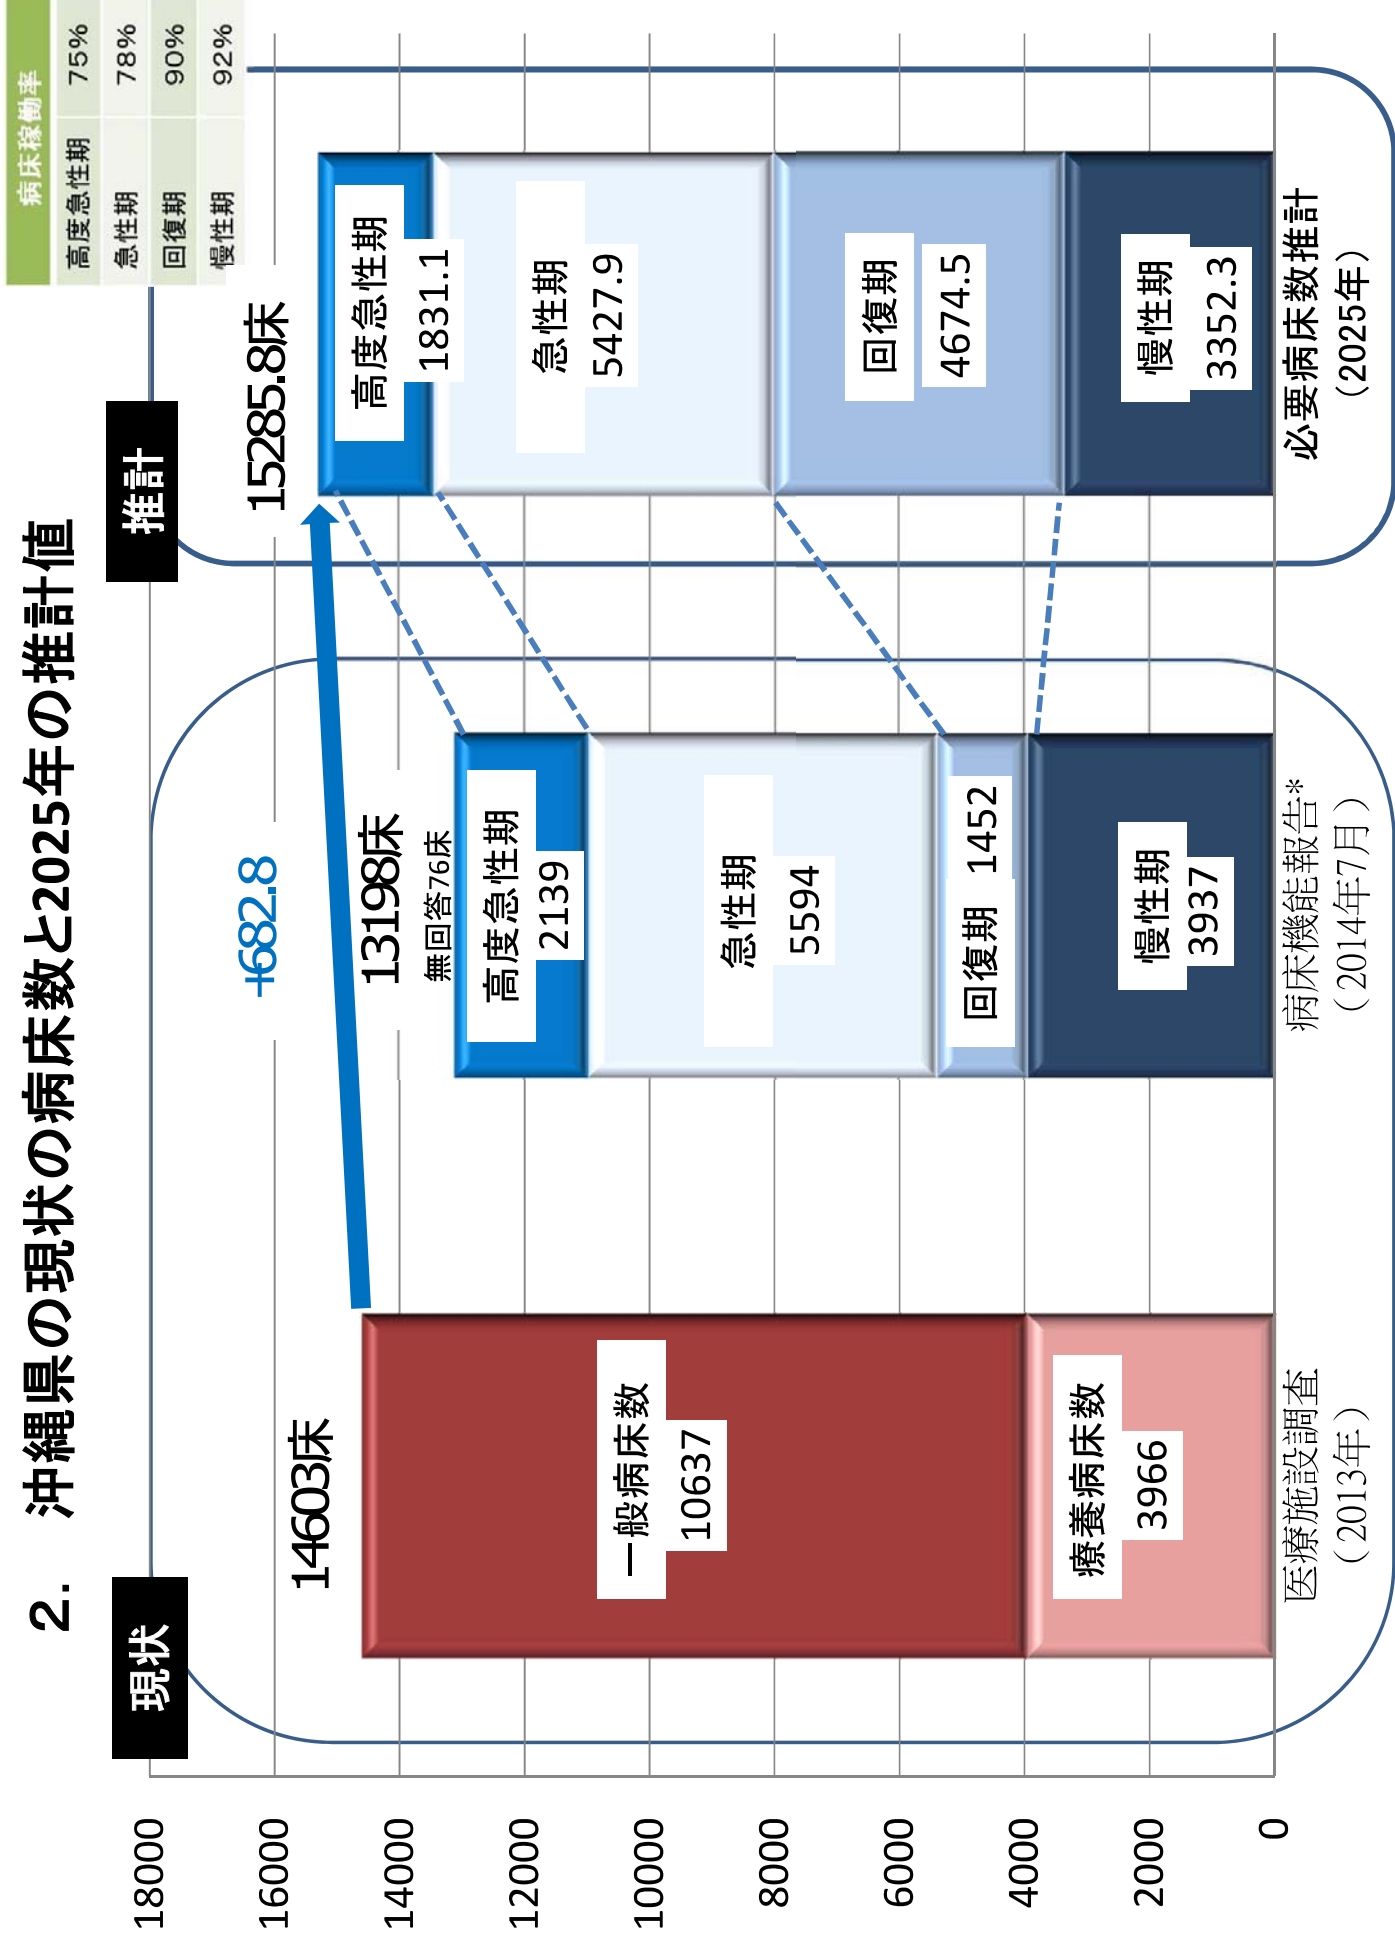 2. 沖縄県の現状の病床数と2025年の推計値
病床稼働率
高度急性期 75%
急性期 78%
回復期 90%
慢性期 92%
現状
推計
18000
16000
14000
12000
10000
8000
6000
4000
2000
0
14603床
一般病床数
10637
療養病床数
3966
医療施設調査
（2013年）
+682.8
13198床
無回答76床
高度急性期
2139
急性期
5594
回復期 1452
慢性期
3937
病床機能報告*
（2014年7月）
15285.8床
高度急性期
1831.1
急性期
5427.9
回復期
4674.5
慢性期
3352.3
必要病床数推計
（2025年）